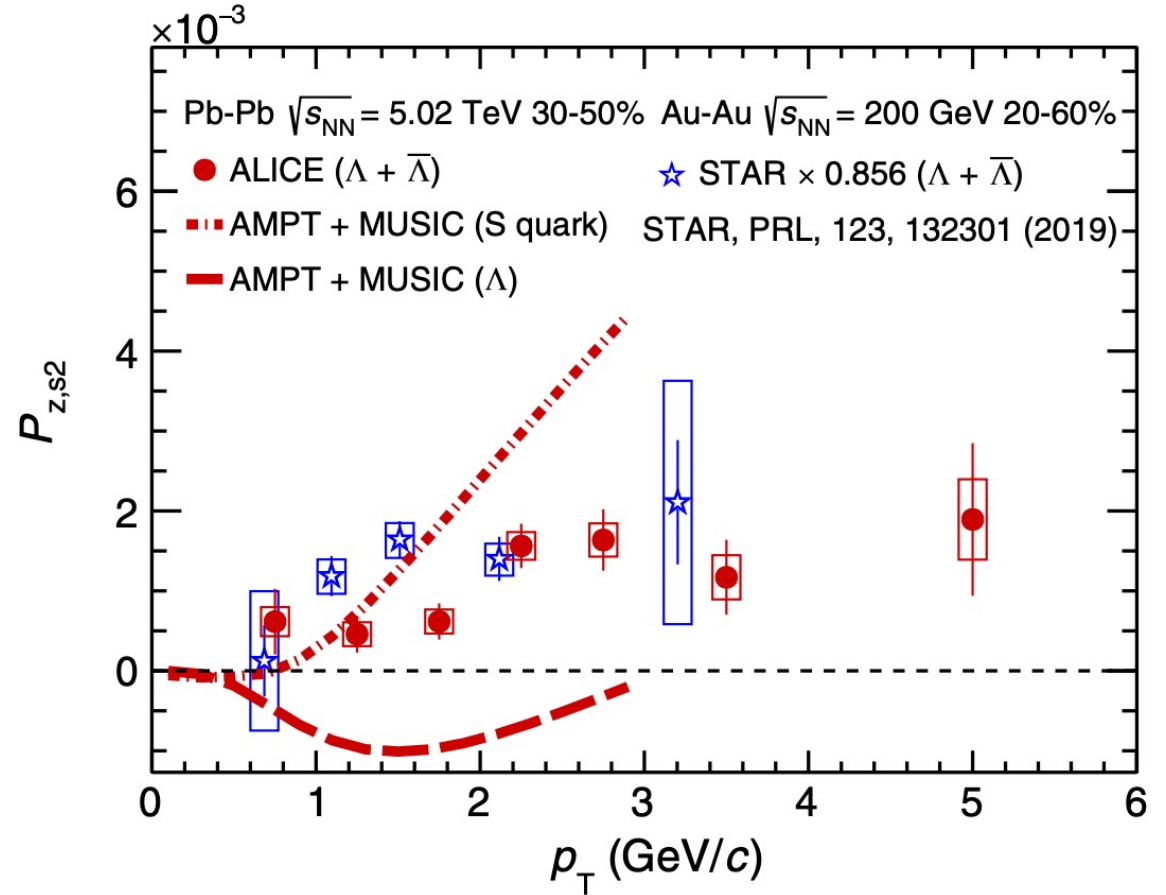 ×10⁻³
Pb-Pb √sNN = 5.02 TeV 30-50% Au-Au √sNN = 200 GeV 20-60%
ALICE (Λ + Λ̅) STAR × 0.856 (Λ + Λ̅)
AMPT + MUSIC (S quark) STAR, PRL, 123, 132301 (2019)
AMPT + MUSIC (Λ)
6
4
2
0
Pz,s2
0 1 2 3 4 5 6
pT (GeV/c)